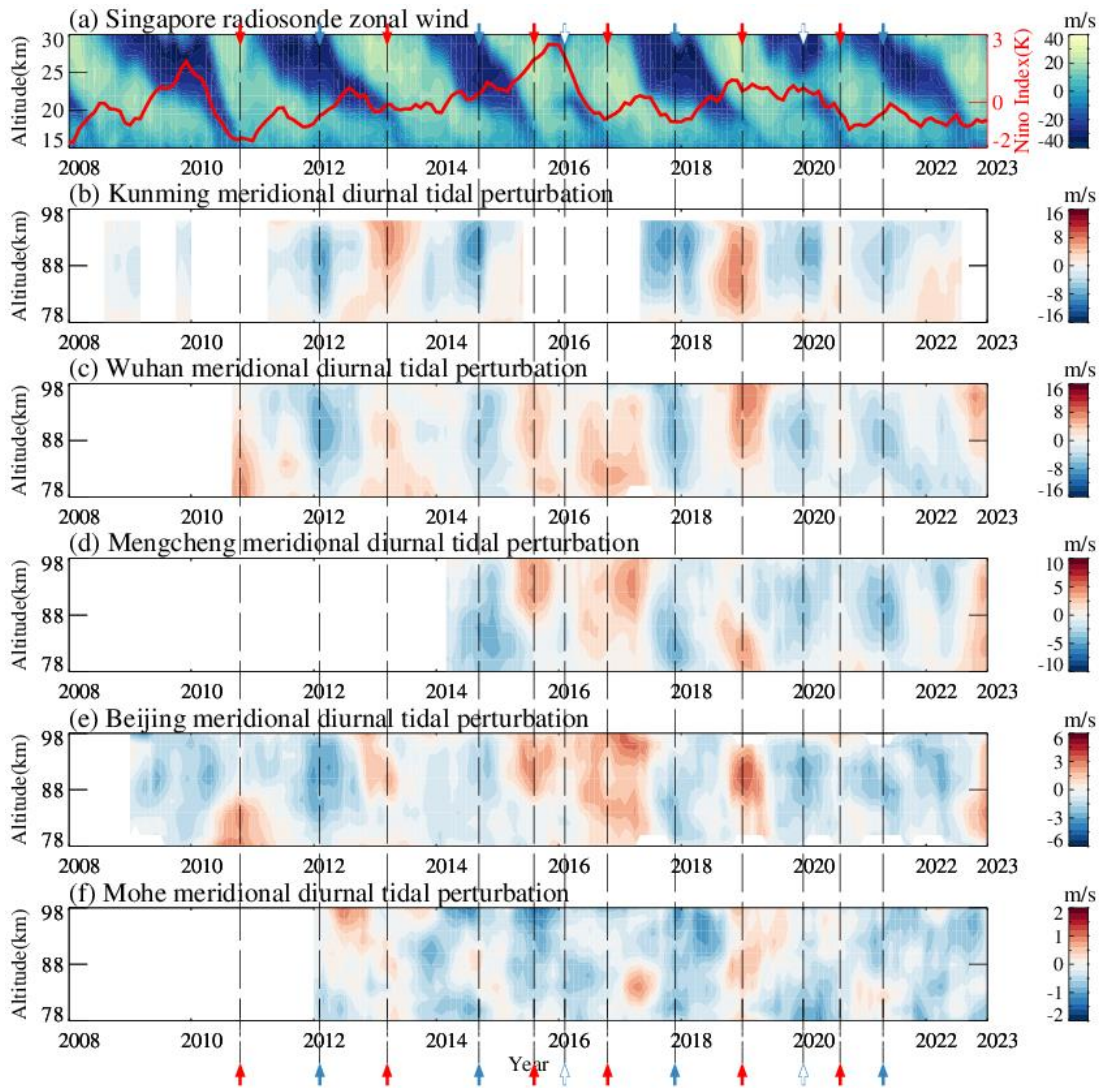 (a) Singapore radiosonde zonal wind
m/s
Altitude(km)
30
25
20
15
3
0
-2
Nino Index(K)
40
20
0
-20
-40
2008 2010 2012 2014 2016 2018 2020 2022 2023
(b) Kunming meridional diurnal tidal perturbation
m/s
Altitude(km)
98
88
78
16
8
0
-8
-16
2008 2010 2012 2014 2016 2018 2020 2022 2023
(c) Wuhan meridional diurnal tidal perturbation
m/s
Altitude(km)
98
88
78
16
8
0
-8
-16
2008 2010 2012 2014 2016 2018 2020 2022 2023
(d) Mengcheng meridional diurnal tidal perturbation
m/s
Altitude(km)
98
88
78
10
5
0
-5
-10
2008 2010 2012 2014 2016 2018 2020 2022 2023
(e) Beijing meridional diurnal tidal perturbation
m/s
Altitude(km)
98
88
78
6
3
0
-3
-6
2008 2010 2012 2014 2016 2018 2020 2022 2023
(f) Mohe meridional diurnal tidal perturbation
m/s
Altitude(km)
98
88
78
2
1
0
-1
-2
2008 2010 2012 2014 2016 2018 2020 2022 2023
Year